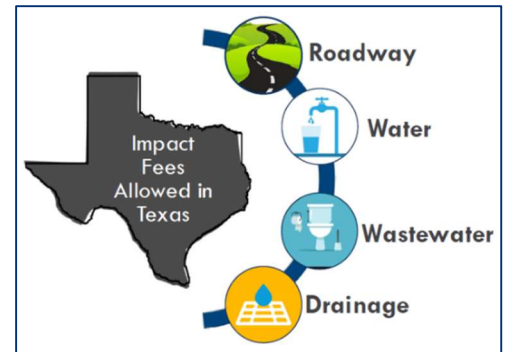 Impact
Fees
Allowed in
Texas
Roadway
Water
Wastewater
Drainage